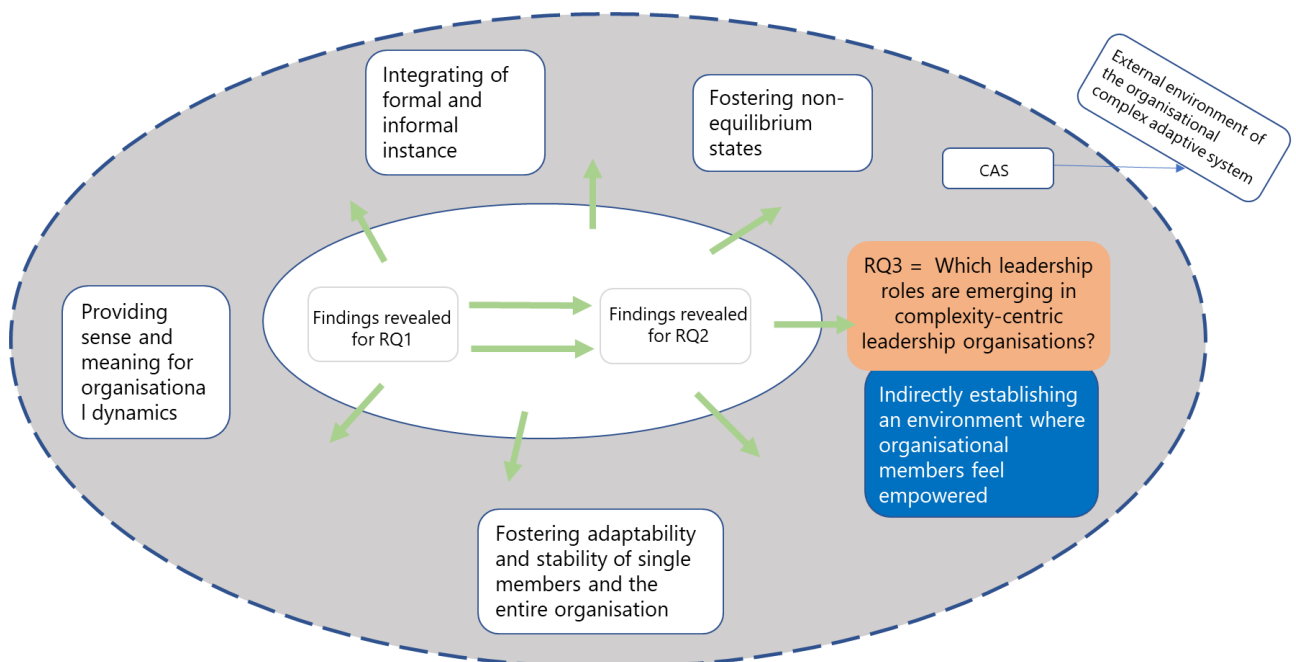 Integrating of
formal and
informal
instance
Fostering non-
equilibrium
states
External environment of
the organisational
complex adaptive system
CAS
Providing
sense and
meaning for
organisationa
l dynamics
Findings revealed
for RQ1
Findings revealed
for RQ2
RQ3 = Which leadership
roles are emerging in
complexity-centric
leadership organisations?
Indirectly establishing
an environment where
organisational
members feel
empowered
Fostering adaptability
and stability of single
members and the
entire organisation